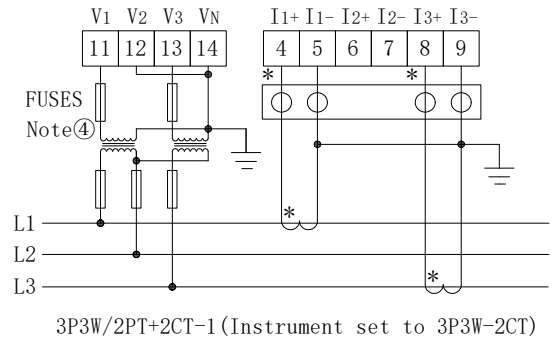 V1 V2 V3 VN I1+ I1- I2+ I2- I3+ I3-
11 12 13 14 4 5 6 7 8 9
* *
FUSES
Note④
*
L1
L2
*
L3
3P3W/2PT+2CT-1(Instrument set to 3P3W-2CT)